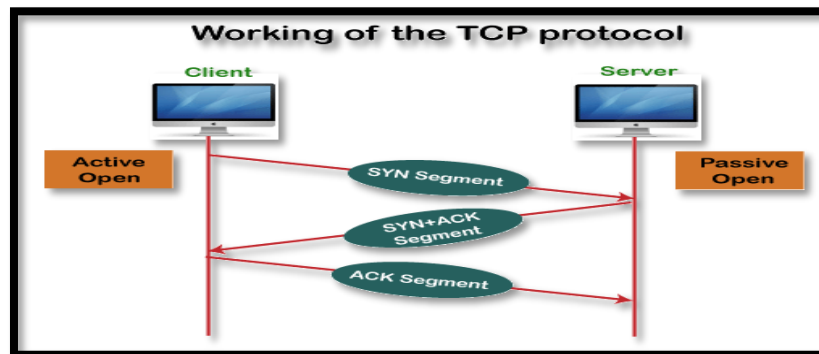 Working of the TCP protocol
Client
Server
Active
Open
Passive
Open
SYN Segment
SYN+ACK
Segment
ACK Segment